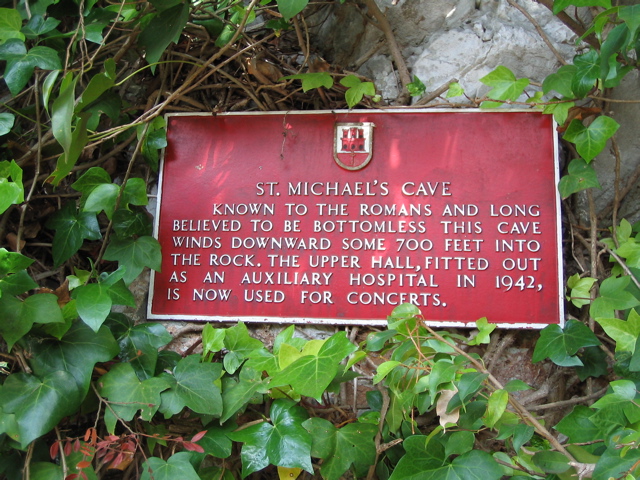 ST. MICHAEL'S CAVE
KNOWN TO THE ROMANS AND LONG
BELIEVED TO BE BOTTOMLESS THIS CAVE
WINDS DOWNWARD SOME 700 FEET INTO
THE ROCK. THE UPPER HALL, FITTED OUT
AS AN AUXILIARY HOSPITAL IN 1942,
IS NOW USED FOR CONCERTS.